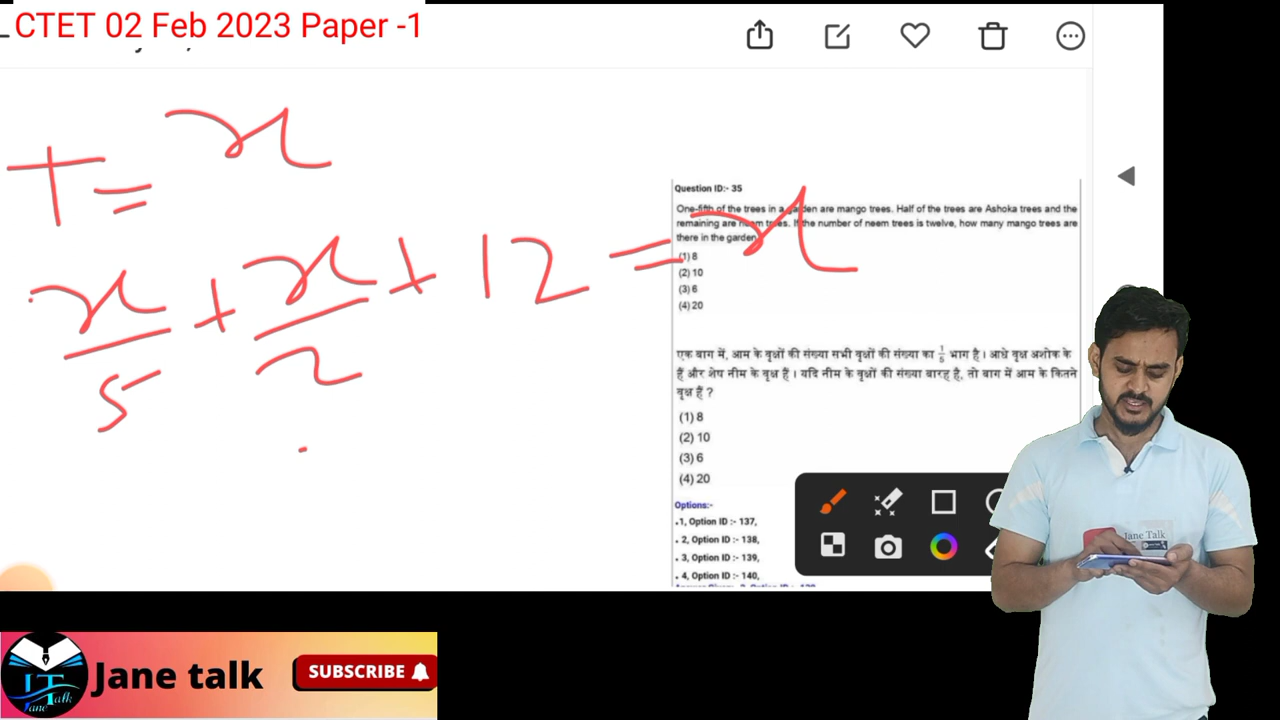 CTET 02 Feb 2023 Paper -1
T = x
x/5 + x/2 + 12 = x
Question ID:- 35
One-fifth of the trees in a garden are mango trees. Half of the trees are Ashoka trees and the
remaining are neem trees. If the number of neem trees is twelve, how many mango trees are
there in the garden
(1) 8
(2) 10
(3) 6
(4) 20
एक बाग में, आम के वृक्षों की संख्या सभी वृक्षों की संख्या का 1/5 भाग है। आधे वृक्ष अशोक के
हैं और शेष नीम के वृक्ष हैं। यदि नीम के वृक्षों की संख्या बारह है, तो बाग में आम के कितने
वृक्ष हैं ?
(1) 8
(2) 10
(3) 6
(4) 20
Options:-
1, Option ID :- 137,
2, Option ID :- 138,
3, Option ID :- 139,
4, Option ID :- 140,
Jane Talk
JT
Jane Talk
Jane talk
SUBSCRIBE